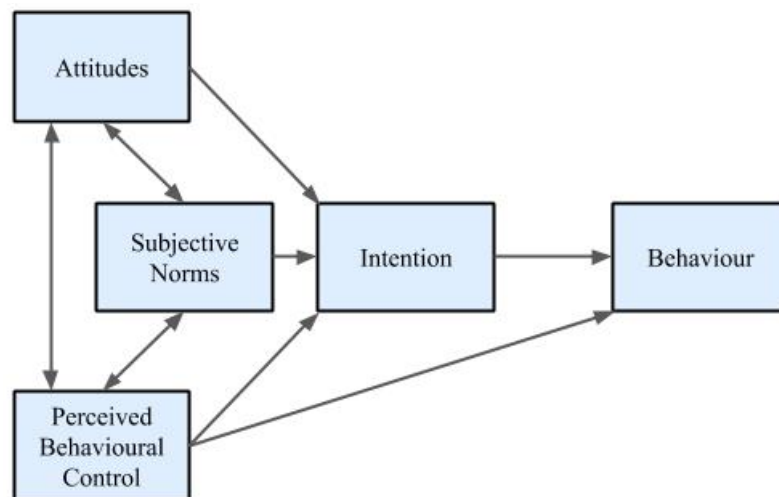 Attitudes
Subjective
Norms
Intention
Behaviour
Perceived
Behavioural
Control